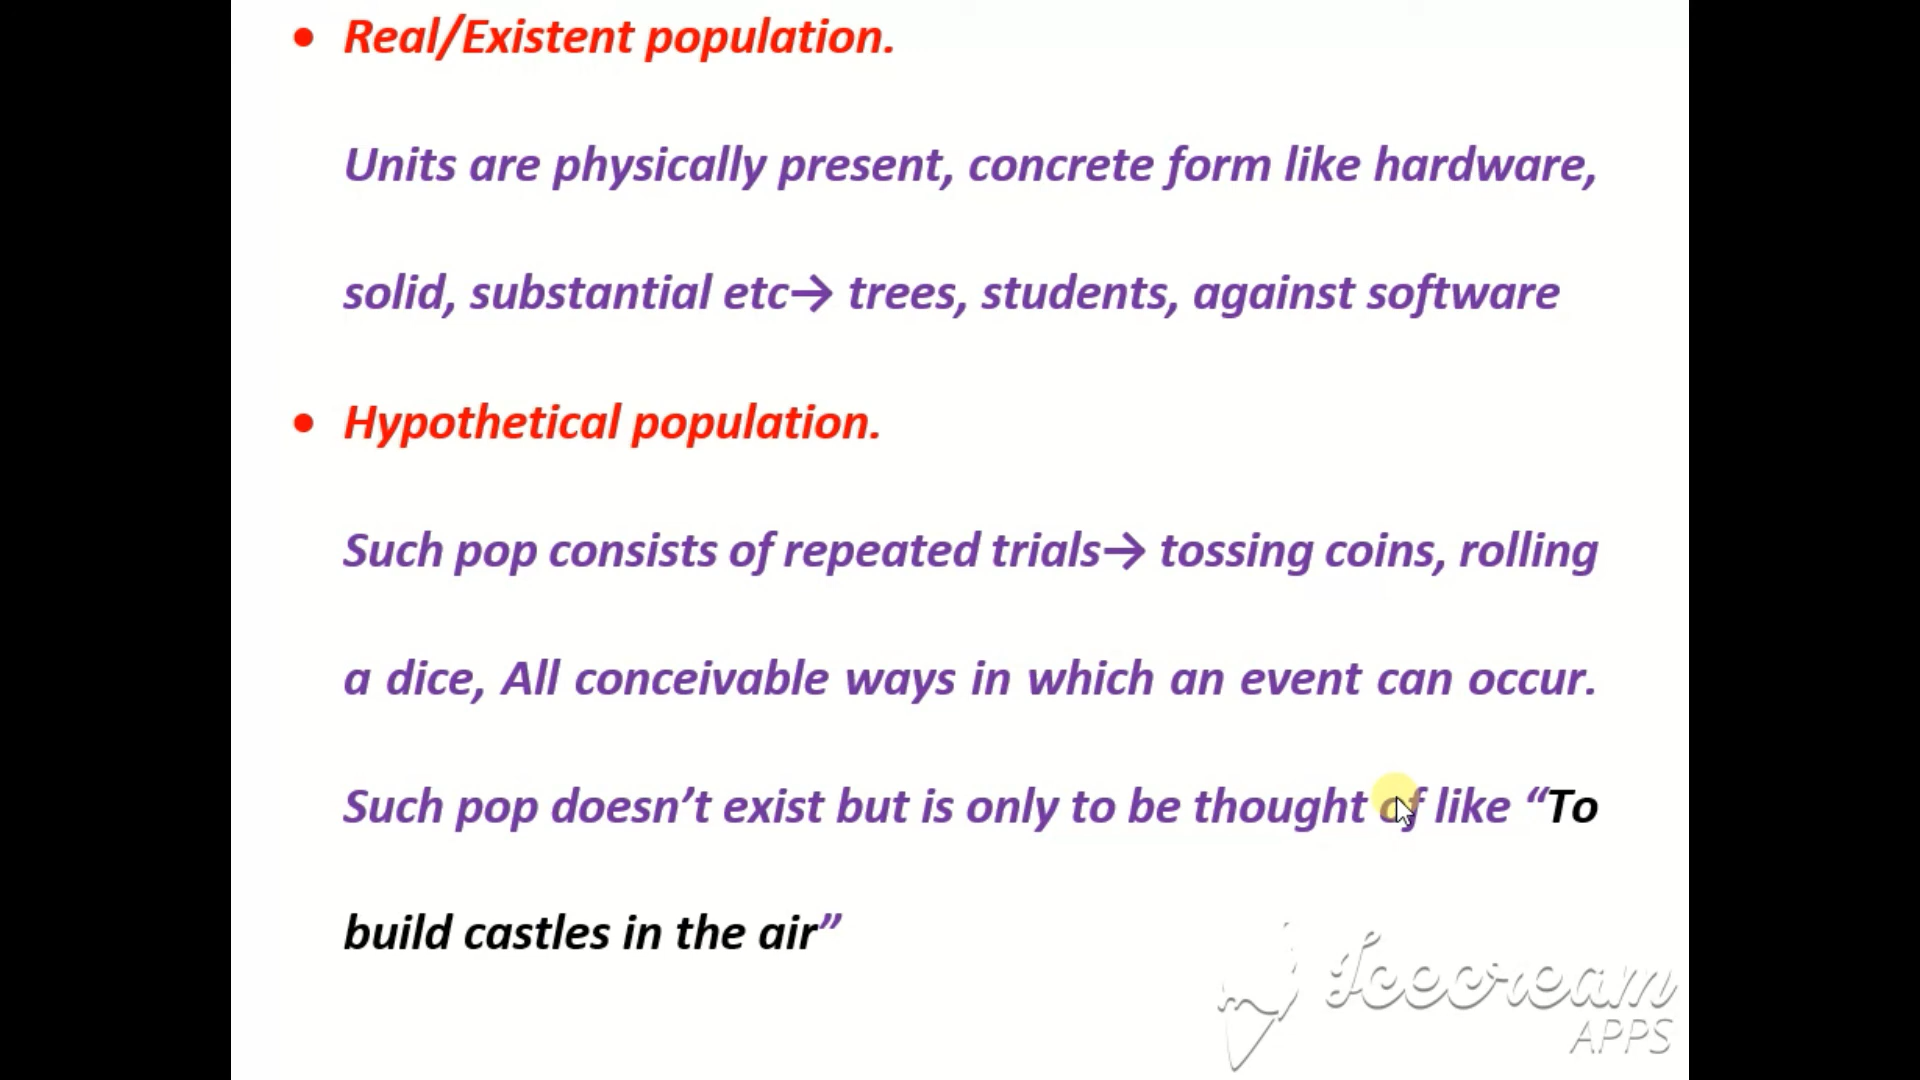 • Real/Existent population.
Units are physically present, concrete form like hardware,
solid, substantial etc→ trees, students, against software
• Hypothetical population.
Such pop consists of repeated trials→ tossing coins, rolling
a dice, All conceivable ways in which an event can occur.
Such pop doesn’t exist but is only to be thought of like “To
build castles in the air”
Icecream
APPS